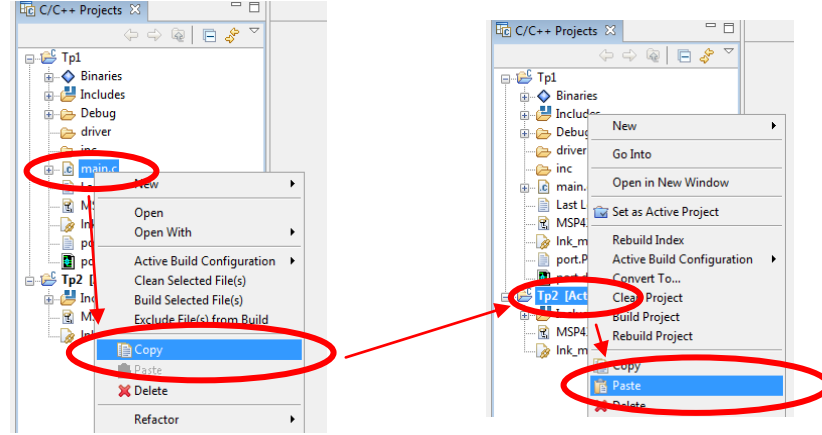 C/C++ Projects
Tp1
Binaries
Includes
Debug
driver
inc
main.c
New
Open
Open With
Active Build Configuration
Clean Selected File(s)
Build Selected File(s)
Exclude File(s) from Build
Copy
Paste
Delete
Refactor
Tp2
C/C++ Projects
Tp1
Binaries
Includ
Debug
driver
inc
main.
Last L
MSP4
lnk_m
port.P
Tp2 [Act
Includ
MSP4
lnk_m
New
Go Into
Open in New Window
Set as Active Project
Rebuild Index
Active Build Configuration
Convert To...
Clean Project
Build Project
Rebuild Project
Copy
Paste
Delete